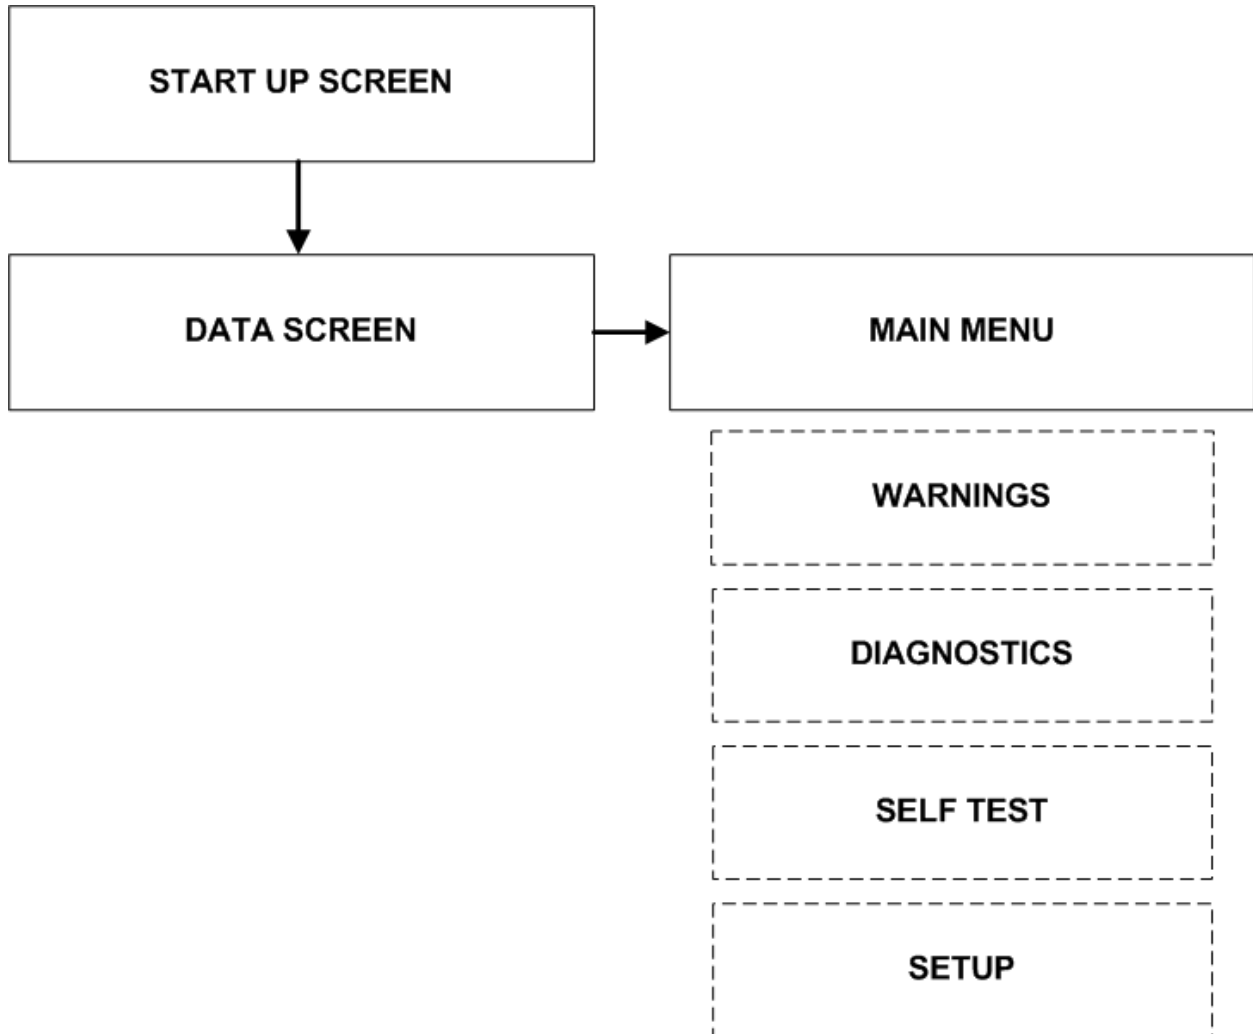 START UP SCREEN
DATA SCREEN
MAIN MENU
WARNINGS
DIAGNOSTICS
SELF TEST
SETUP